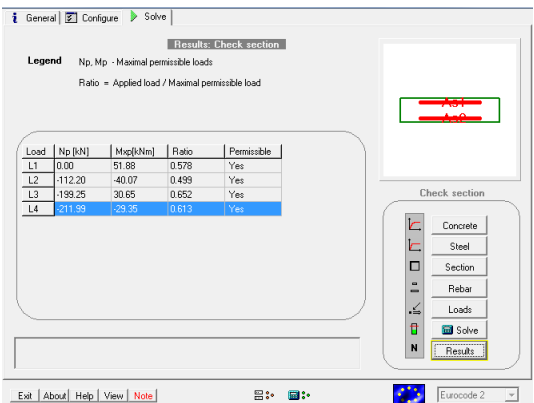 General Configure Solve
Results: Check section
Legend Np, Mp - Maximal permissible loads
Ratio = Applied load / Maximal permissible load
As1
As2
Load Np [kN] Mxp[kNm] Ratio Permissible
L1 0.00 51.88 0.578 Yes
L2 -112.20 -40.07 0.499 Yes
L3 -199.25 30.65 0.652 Yes
L4 -211.99 -29.35 0.613 Yes
Check section
Concrete
Steel
Section
Rebar
Loads
Solve
N Results
Exit About Help View Note Eurocode 2